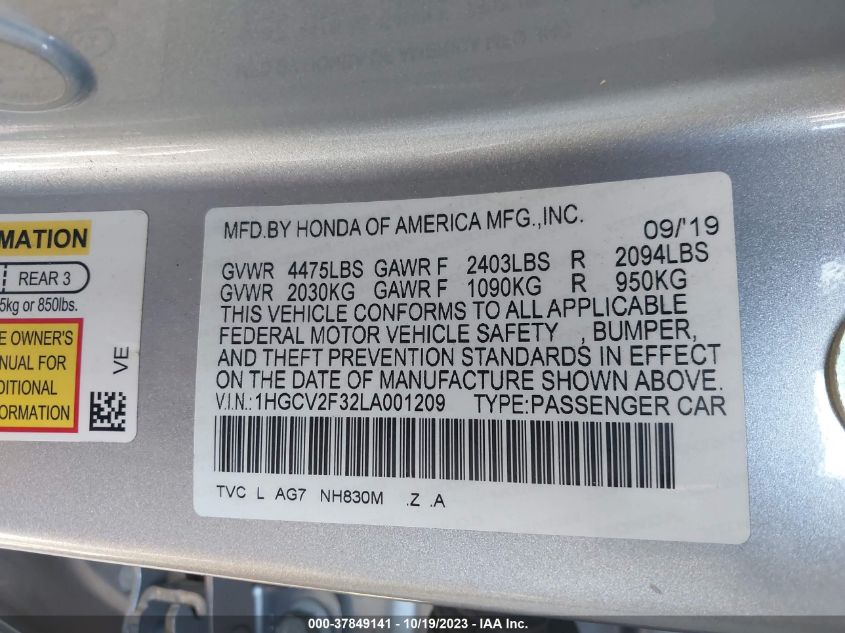 MATION
REAR 3
5kg or 850lbs.
E OWNER'S
NUAL FOR
DITIONAL
VE
MFD.BY HONDA OF AMERICA MFG.,INC. 09/'19
GVWR 4475LBS GAWR F 2403LBS R 2094LBS
GVWR 2030KG GAWR F 1090KG R 950KG
THIS VEHICLE CONFORMS TO ALL APPLICABLE
FEDERAL MOTOR VEHICLE SAFETY , BUMPER,
AND THEFT PREVENTION STANDARDS IN EFFECT
ON THE DATE OF MANUFACTURE SHOWN ABOVE.
V.I.N.:1HGCV2F32LA001209 TYPE:PASSENGER CAR
TVC L AG7 NH830M .Z .A
000-37849141 - 10/19/2023 - IAA Inc.